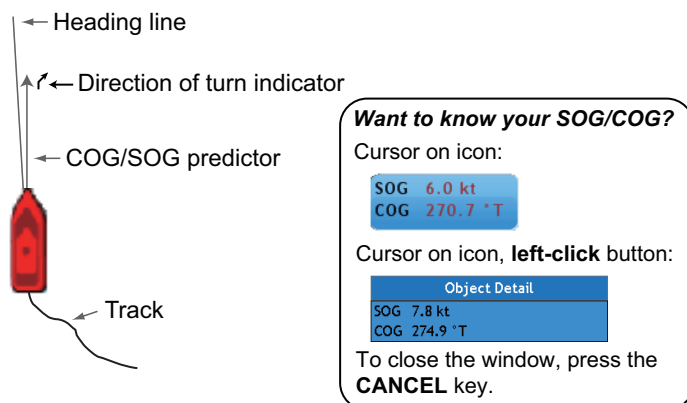 Heading line
Direction of turn indicator
COG/SOG predictor
Track
Want to know your SOG/COG?
Cursor on icon:
SOG 6.0 kt
COG 270.7 °T
Cursor on icon, left-click button:
Object Detail
SOG 7.8 kt
COG 274.9 °T
To close the window, press the
CANCEL key.